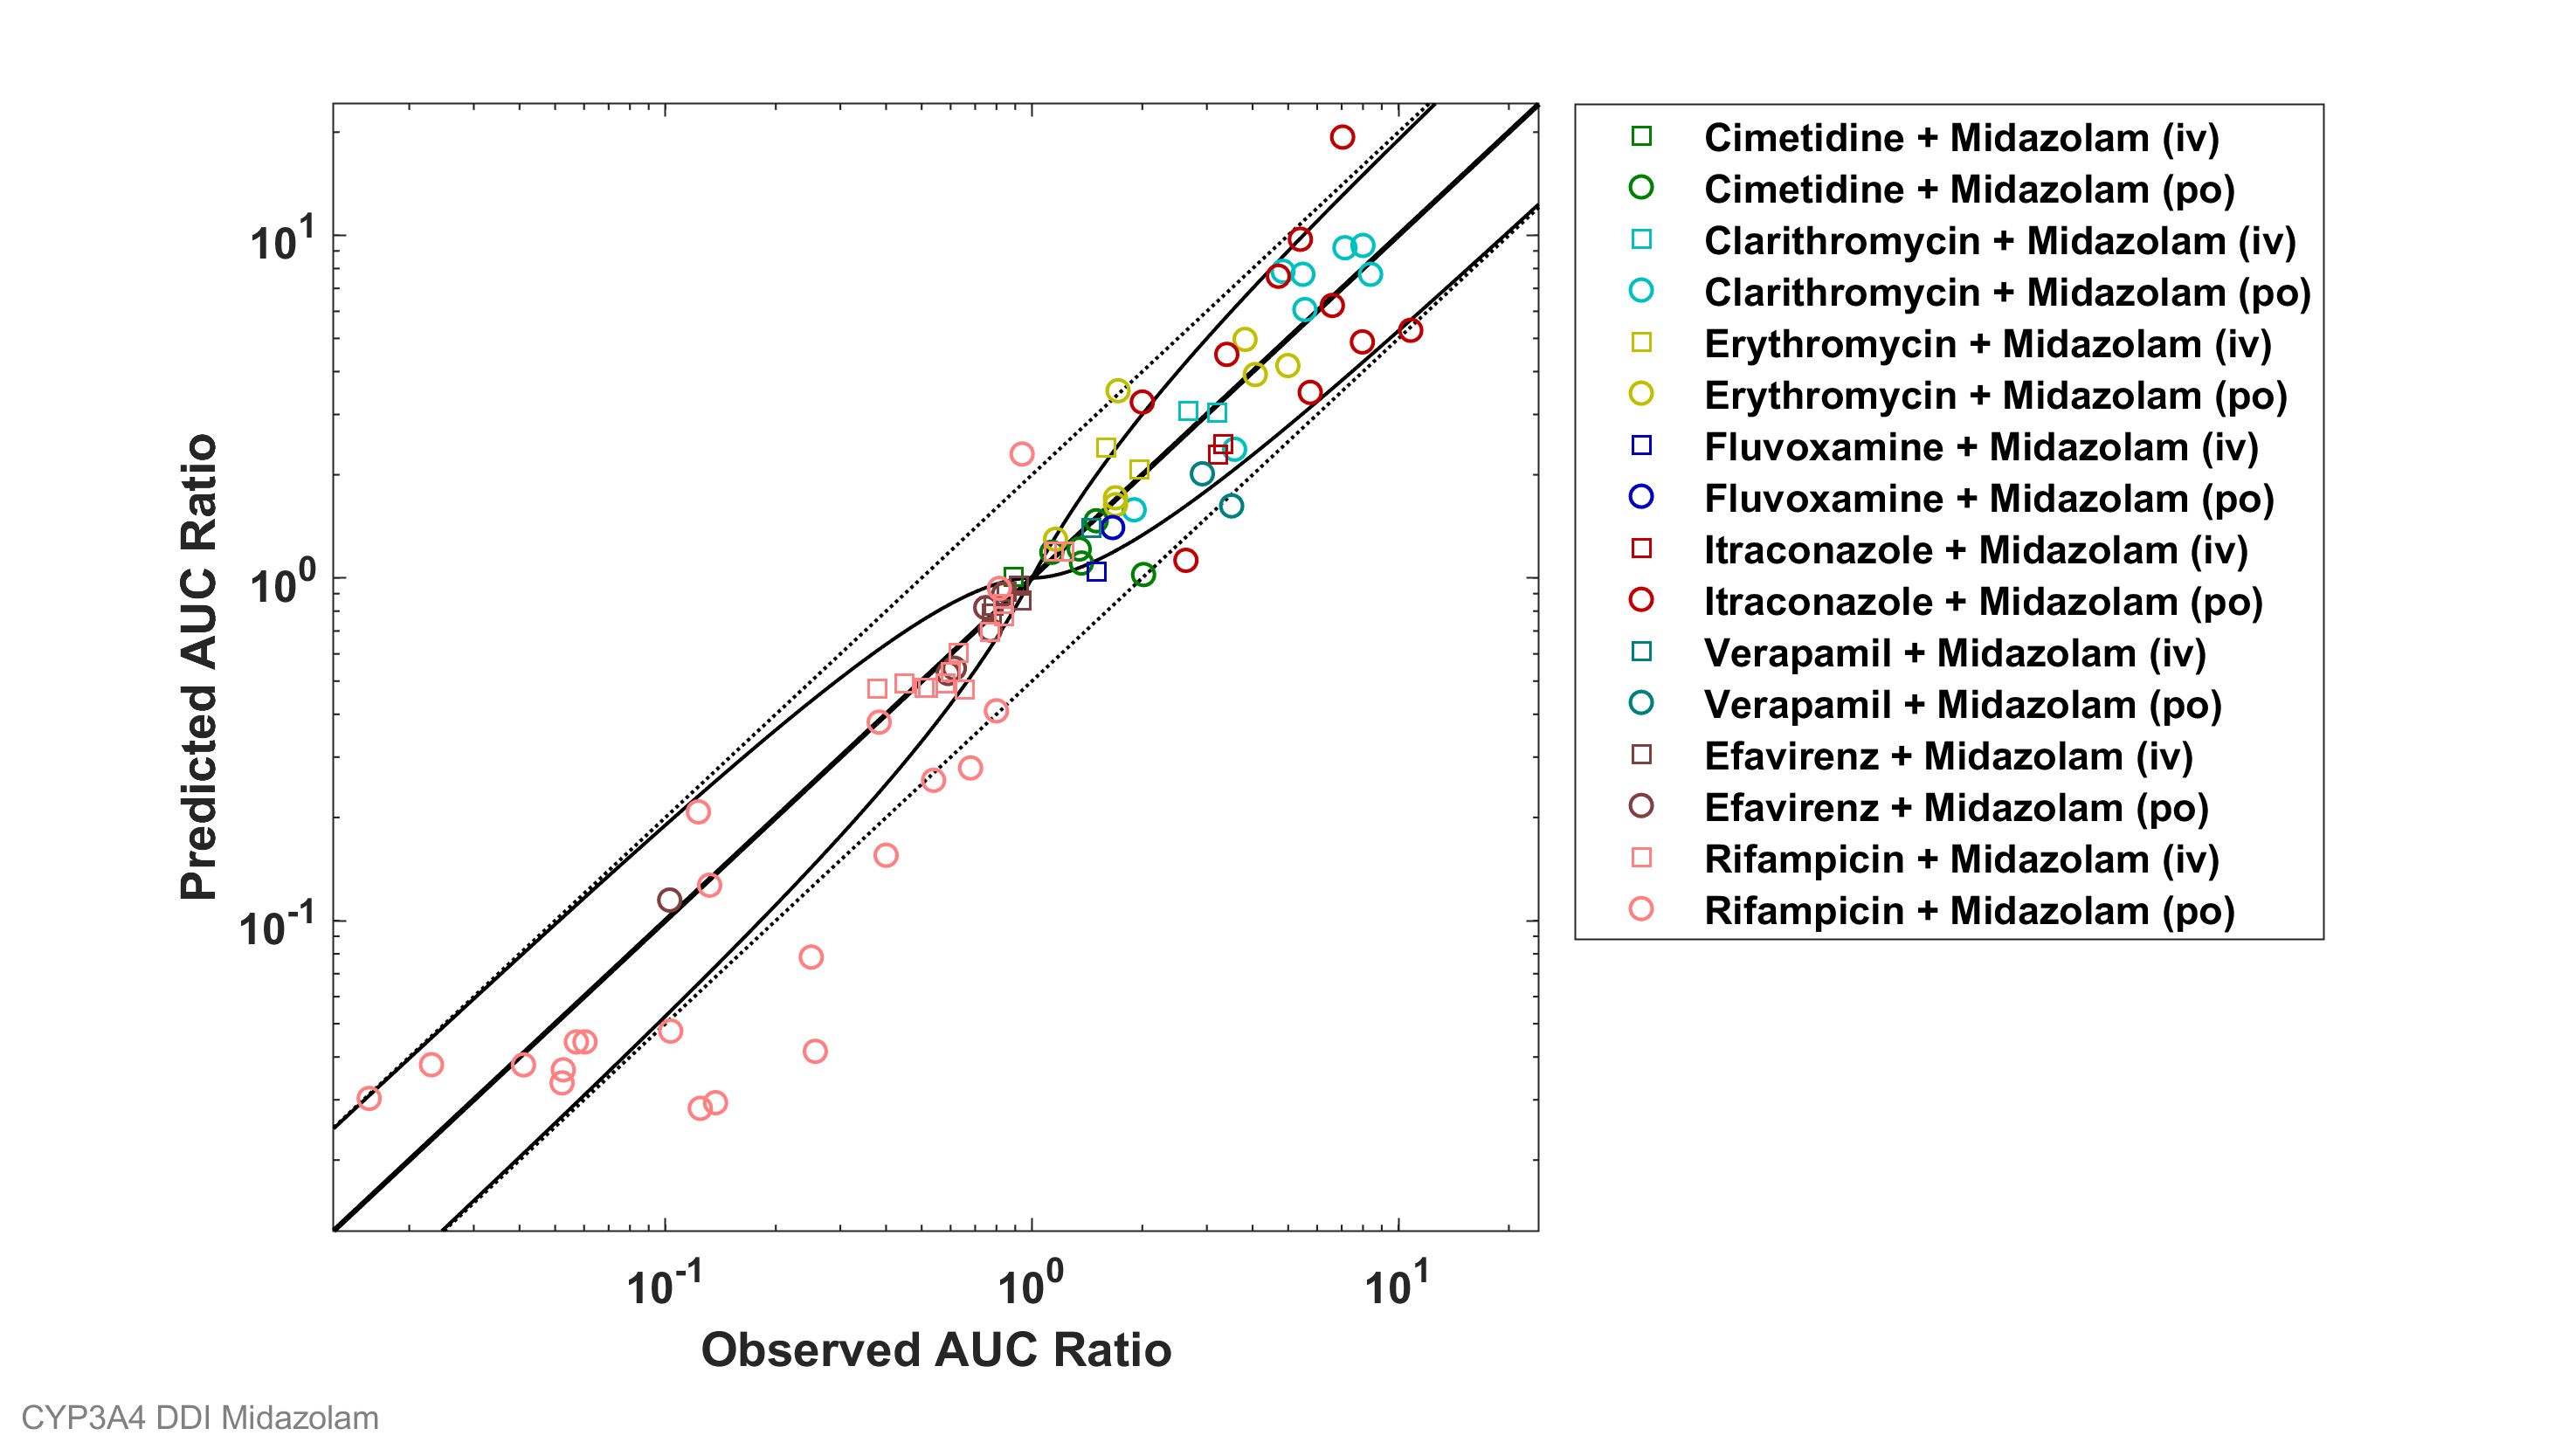 Predicted AUC Ratio
10^1
10^0
10^-1
10^-1
10^0
10^1
Observed AUC Ratio
Cimetidine + Midazolam (iv)
Cimetidine + Midazolam (po)
Clarithromycin + Midazolam (iv)
Clarithromycin + Midazolam (po)
Erythromycin + Midazolam (iv)
Erythromycin + Midazolam (po)
Fluvoxamine + Midazolam (iv)
Fluvoxamine + Midazolam (po)
Itraconazole + Midazolam (iv)
Itraconazole + Midazolam (po)
Verapamil + Midazolam (iv)
Verapamil + Midazolam (po)
Efavirenz + Midazolam (iv)
Efavirenz + Midazolam (po)
Rifampicin + Midazolam (iv)
Rifampicin + Midazolam (po)
CYP3A4 DDI Midazolam